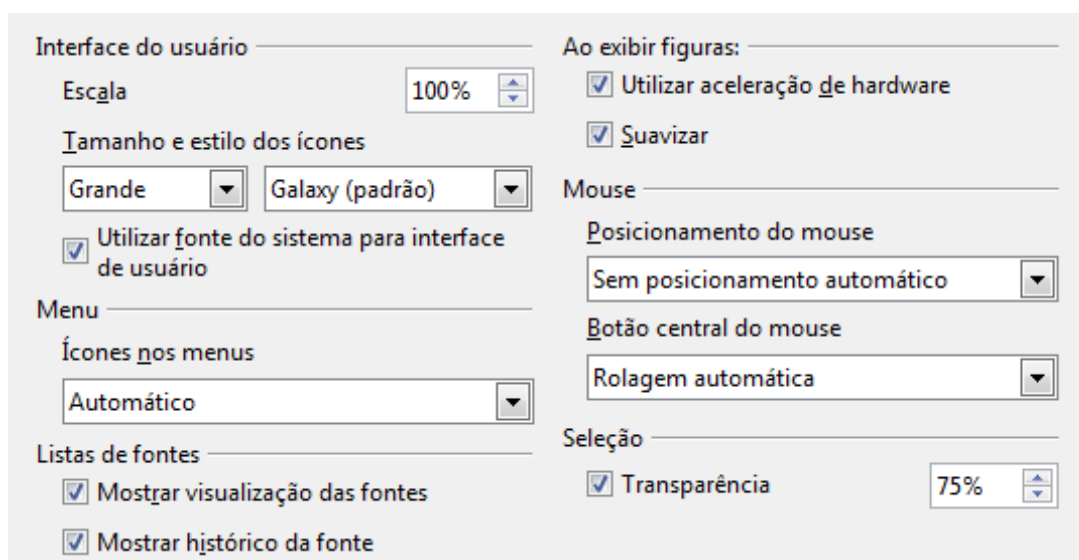 Interface do usuário
Escala
100%
Tamanho e estilo dos ícones
Grande
Galaxy (padrão)
Utilizar fonte do sistema para interface
de usuário
Menu
Ícones nos menus
Automático
Listas de fontes
Mostrar visualização das fontes
Mostrar histórico da fonte
Ao exibir figuras:
Utilizar aceleração de hardware
Suavizar
Mouse
Posicionamento do mouse
Sem posicionamento automático
Botão central do mouse
Rolagem automática
Seleção
Transparência
75%